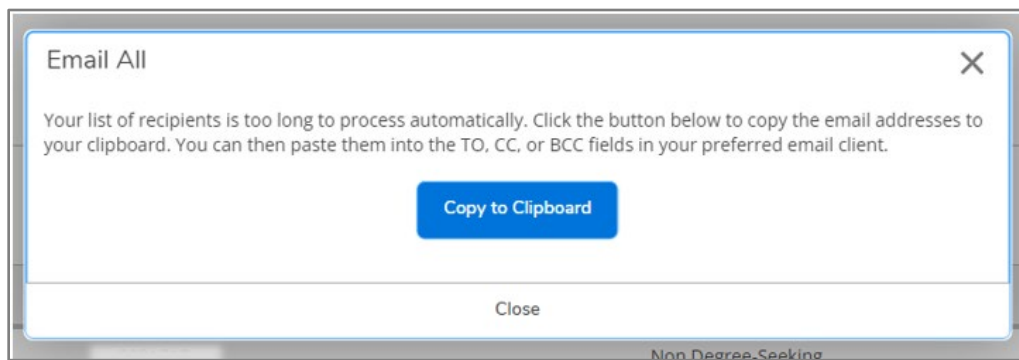 Email All
Your list of recipients is too long to process automatically. Click the button below to copy the email addresses to
your clipboard. You can then paste them into the TO, CC, or BCC fields in your preferred email client.
Copy to Clipboard
Close
Non Degree-Seeking